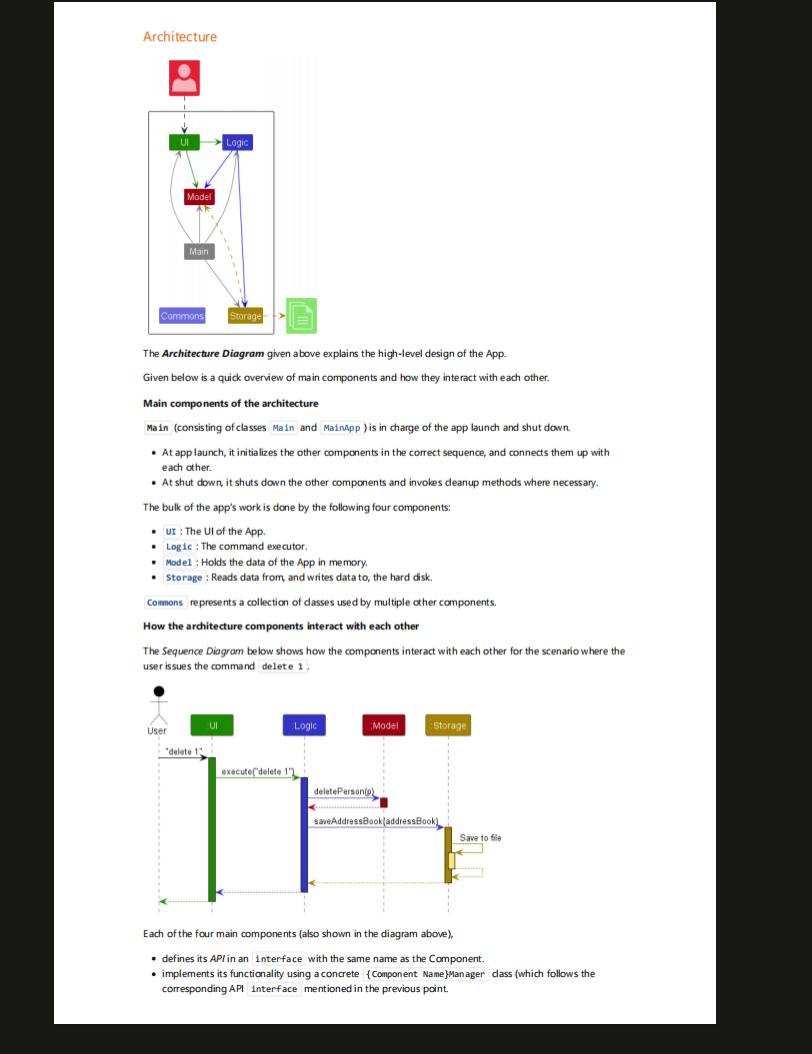 Architecture
UI
Logic
Model
Main
Commons
Storage
The Architecture Diagram given above explains the high-level design of the App.
Given below is a quick overview of main components and how they interact with each other.
Main components of the architecture
Main (consisting of classes Main and MainApp ) is in charge of the app launch and shut down.
• At app launch, it initializes the other components in the correct sequence, and connects them up with
each other.
• At shut down, it shuts down the other components and invokes cleanup methods where necessary.
The bulk of the app's work is done by the following four components:
• UI : The UI of the App.
• Logic : The command executor.
• Model : Holds the data of the App in memory.
• Storage : Reads data from, and writes data to, the hard disk.
Commons represents a collection of classes used by multiple other components.
How the architecture components interact with each other
The Sequence Diagram below shows how the components interact with each other for the scenario where the
user issues the command delete 1 .
User
:UI
:Logic
:Model
:Storage
"delete 1"
execute("delete 1")
deletePerson(p)
saveAddressBook(addressBook)
Save to file
Each of the four main components (also shown in the diagram above),
• defines its API in an interface with the same name as the Component.
• implements its functionality using a concrete {Component Name}Manager class (which follows the
corresponding API interface mentioned in the previous point.